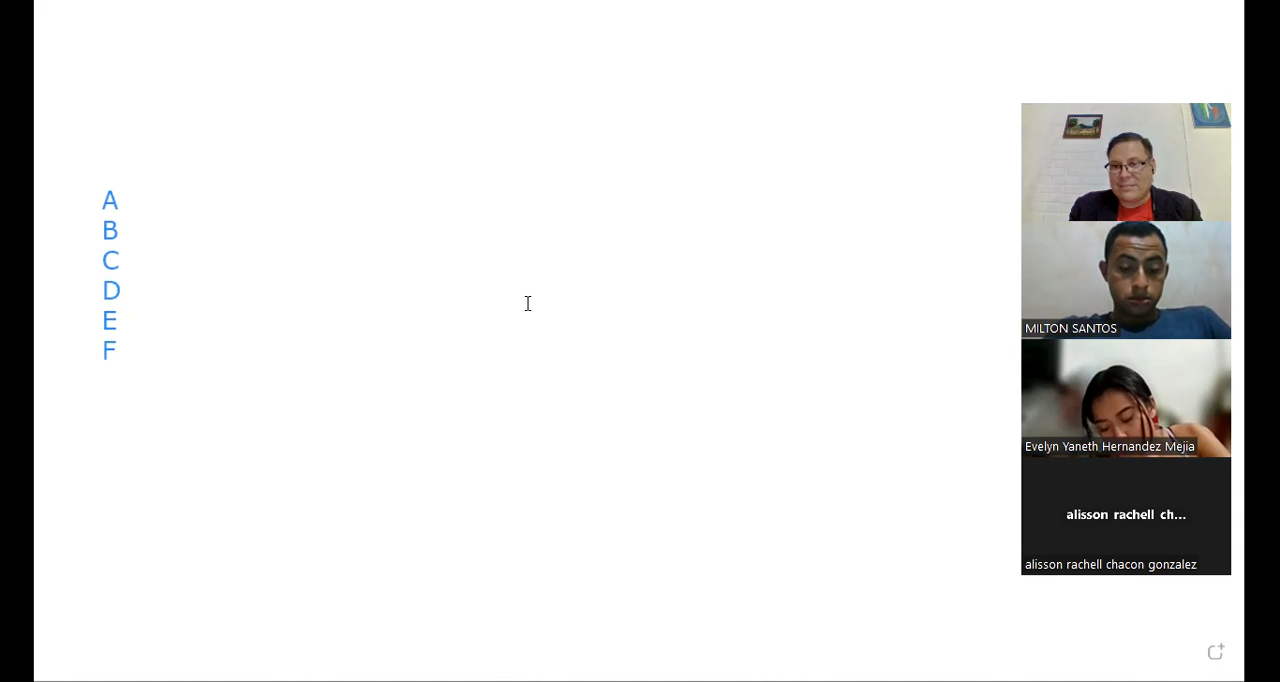 A
B
C
D
E
F
MILTON SANTOS
Evelyn Yaneth Hernandez Mejia
alisson rachell ch...
alisson rachell chacon gonzalez